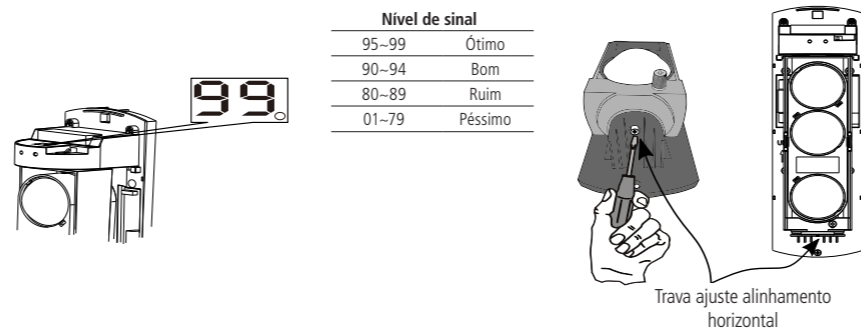 99
Nível de sinal
95~99 Ótimo
90~94 Bom
80~89 Ruim
01~79 Péssimo
Trava ajuste alinhamento
horizontal